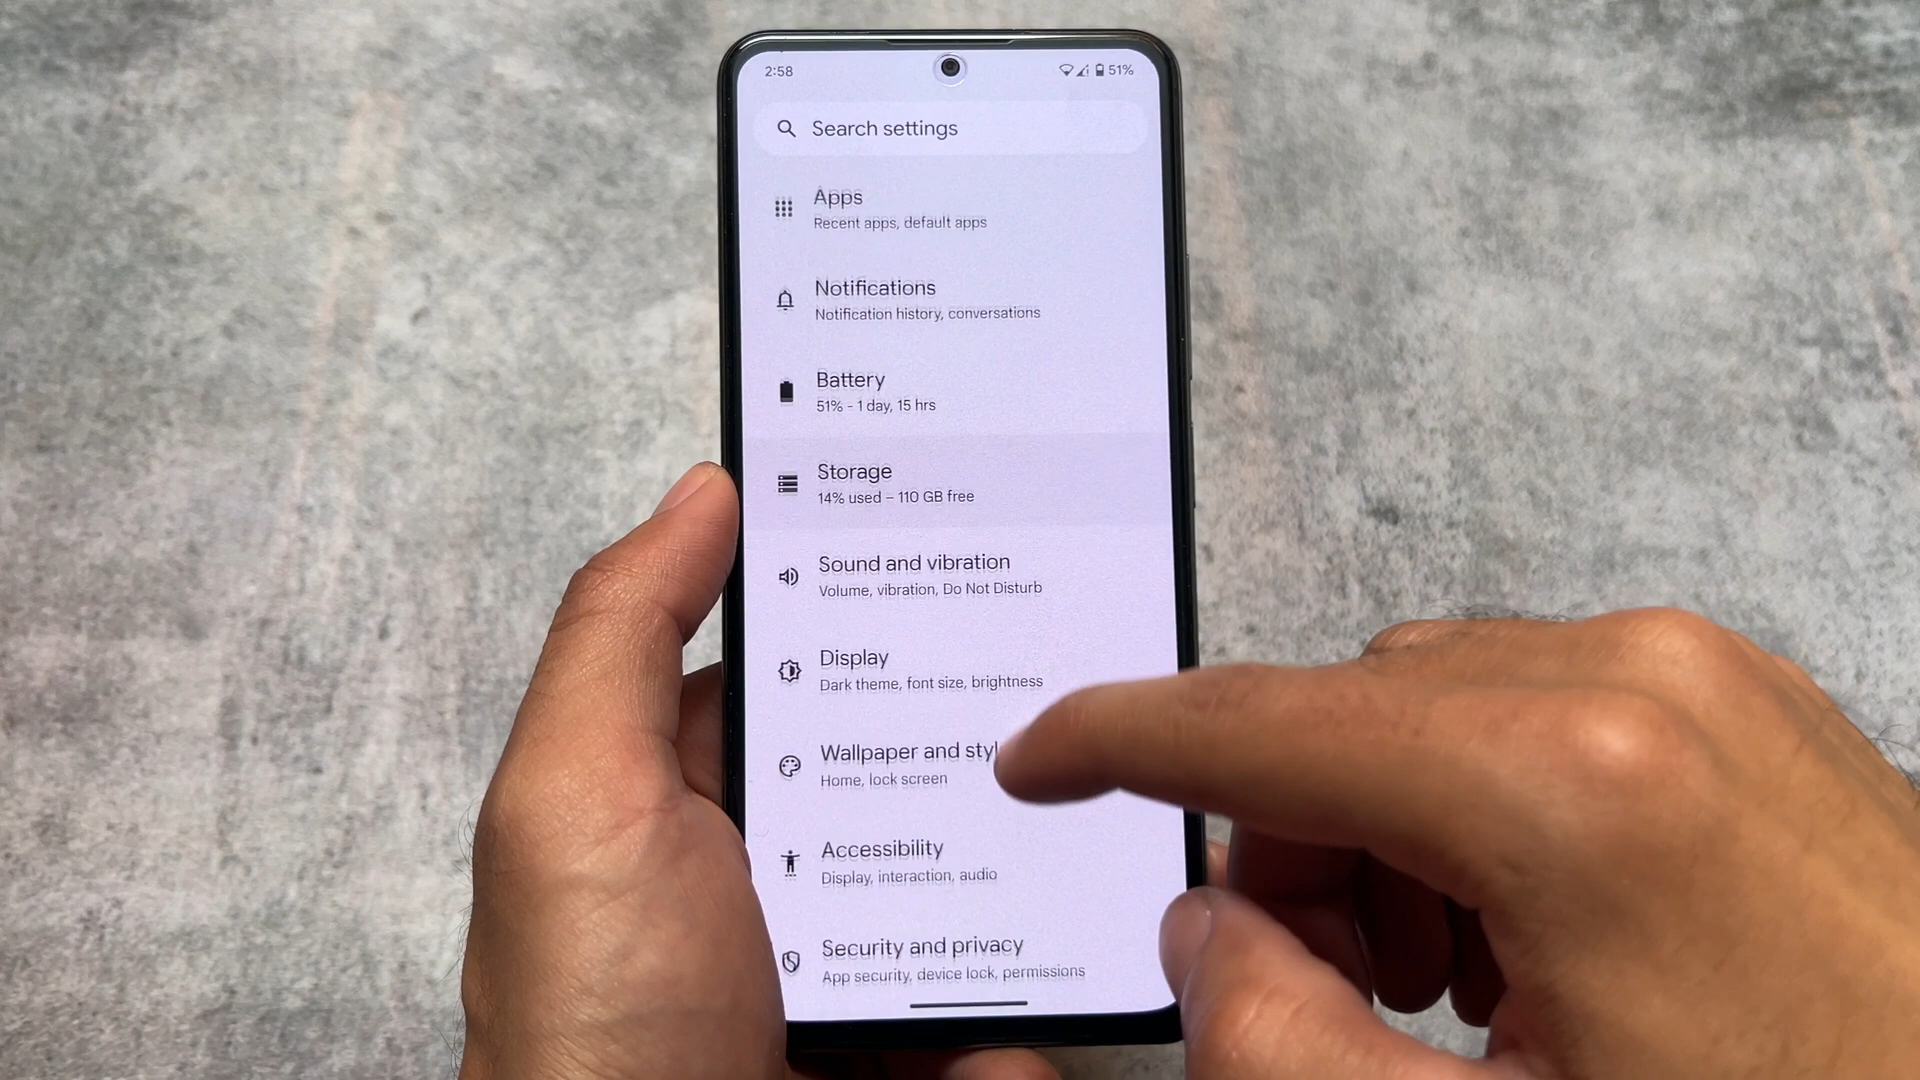 2:58
51%
Search settings
Apps
Recent apps, default apps
Notifications
Notification history, conversations
Battery
51% - 1 day, 15 hrs
Storage
14% used – 110 GB free
Sound and vibration
Volume, vibration, Do Not Disturb
Display
Dark theme, font size, brightness
Wallpaper and styl
Home, lock screen
Accessibility
Display, interaction, audio
Security and privacy
App security, device lock, permissions